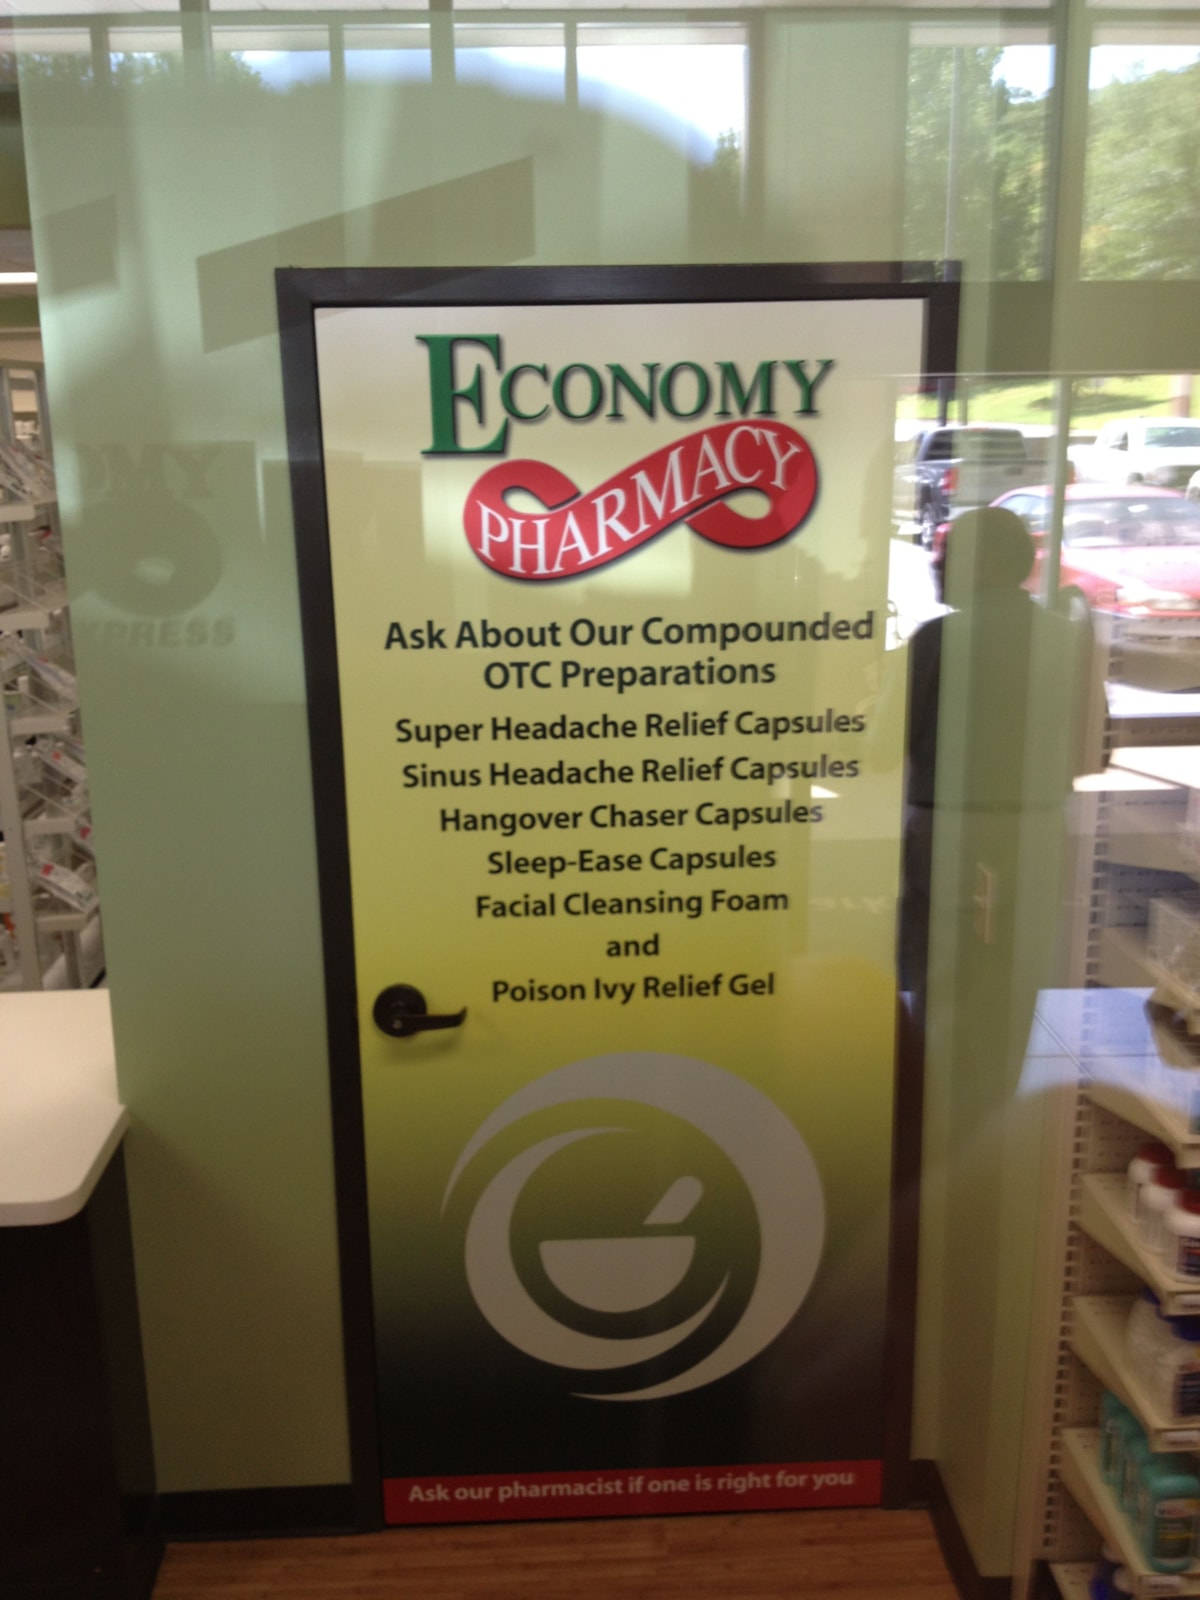 ECONOMY
PHARMACY
Ask About Our Compounded
OTC Preparations
Super Headache Relief Capsules
Sinus Headache Relief Capsules
Hangover Chaser Capsules
Sleep-Ease Capsules
Facial Cleansing Foam
and
Poison Ivy Relief Gel
Ask our pharmacist if one is right for you
OMY
XPRESS